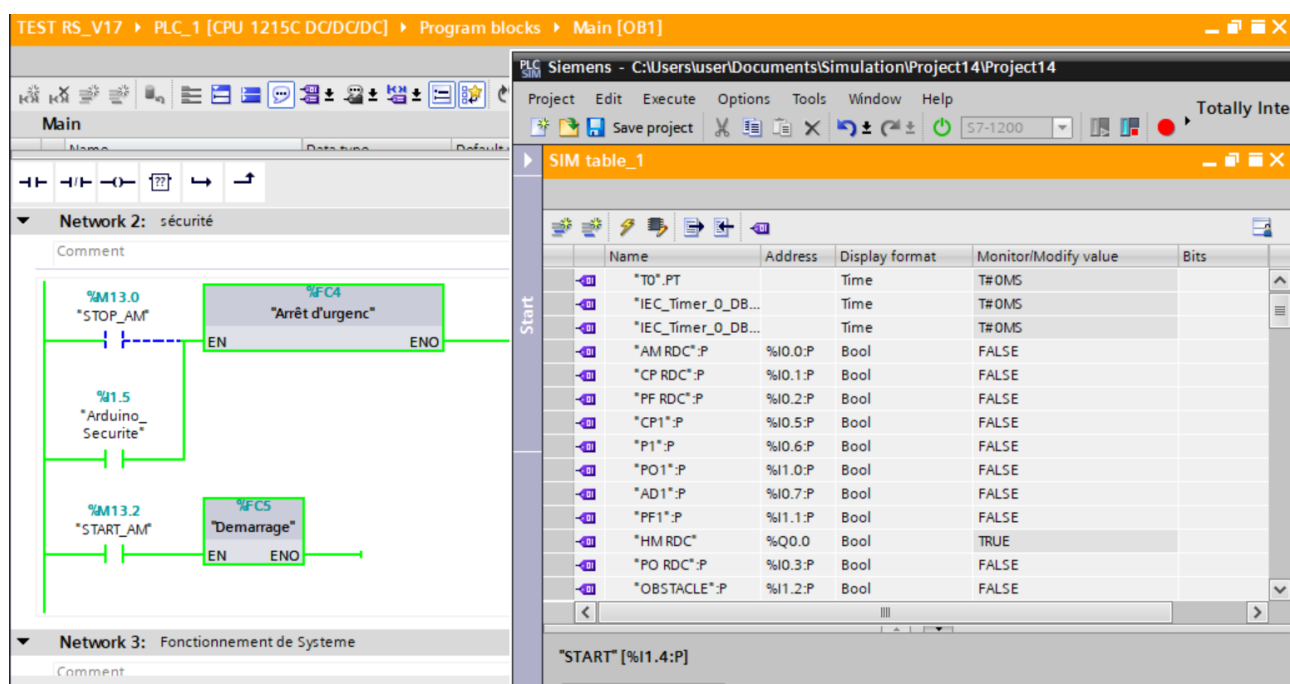 TEST RS_V17 ▸ PLC_1 [CPU 1215C DC/DC/DC] ▸ Program blocks ▸ Main [OB1]
Main
Name Data type Default
??
Network 2: sécurité
Comment
%M13.0
"STOP_AM"
%FC4
"Arrêt d'urgenc"
EN ENO
%I1.5
"Arduino_
Securite"
%M13.2
"START_AM"
%FC5
"Demarrage"
EN ENO
Network 3: Fonctionnement de Systeme
Comment
PLC SIM Siemens - C:\Users\user\Documents\Simulation\Project14\Project14
Project Edit Execute Options Tools Window Help
Totally Inte
Save project S7-1200
Start
SIM table_1
Name Address Display format Monitor/Modify value Bits
"T0".PT Time T#0MS
"IEC_Timer_0_DB... Time T#0MS
"IEC_Timer_0_DB... Time T#0MS
"AM RDC":P %I0.0:P Bool FALSE
"CP RDC":P %I0.1:P Bool FALSE
"PF RDC":P %I0.2:P Bool FALSE
"CP1":P %I0.5:P Bool FALSE
"P1":P %I0.6:P Bool FALSE
"PO1":P %I1.0:P Bool FALSE
"AD1":P %I0.7:P Bool FALSE
"PF1":P %I1.1:P Bool FALSE
"HM RDC" %Q0.0 Bool TRUE
"PO RDC":P %I0.3:P Bool FALSE
"OBSTACLE":P %I1.2:P Bool FALSE
"START" [%I1.4:P]